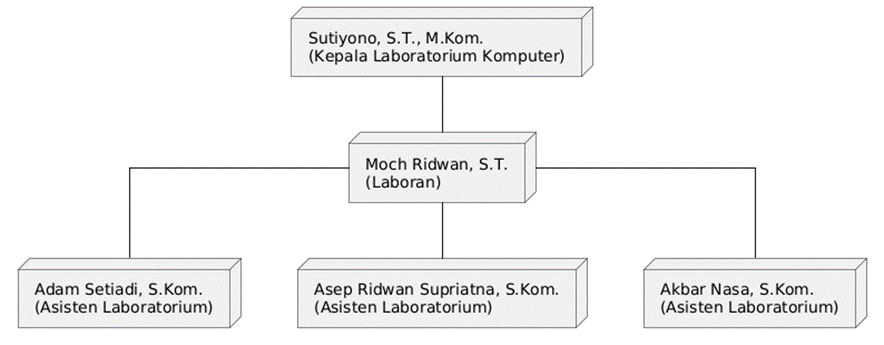 Sutiyono, S.T., M.Kom.
(Kepala Laboratorium Komputer)
Moch Ridwan, S.T.
(Laboran)
Adam Setiadi, S.Kom.
(Asisten Laboratorium)
Asep Ridwan Supriatna, S.Kom.
(Asisten Laboratorium)
Akbar Nasa, S.Kom.
(Asisten Laboratorium)